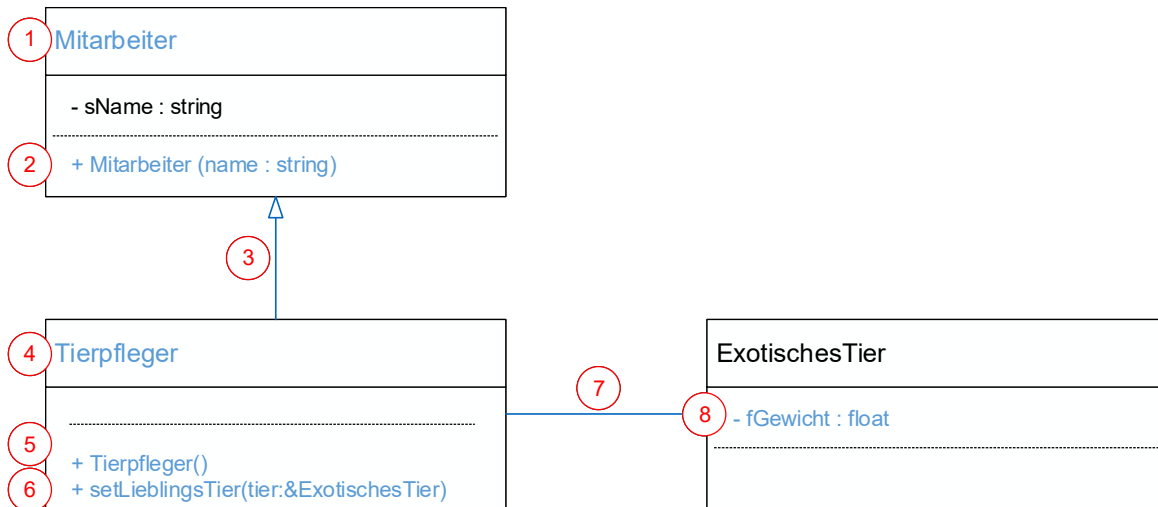 1 Mitarbeiter
- sName : string
2 + Mitarbeiter (name : string)
3
4 Tierpfleger
ExotischesTier
7
8 - fGewicht : float
5 + Tierpfleger()
6 + setLieblingsTier(tier:&ExotischesTier)